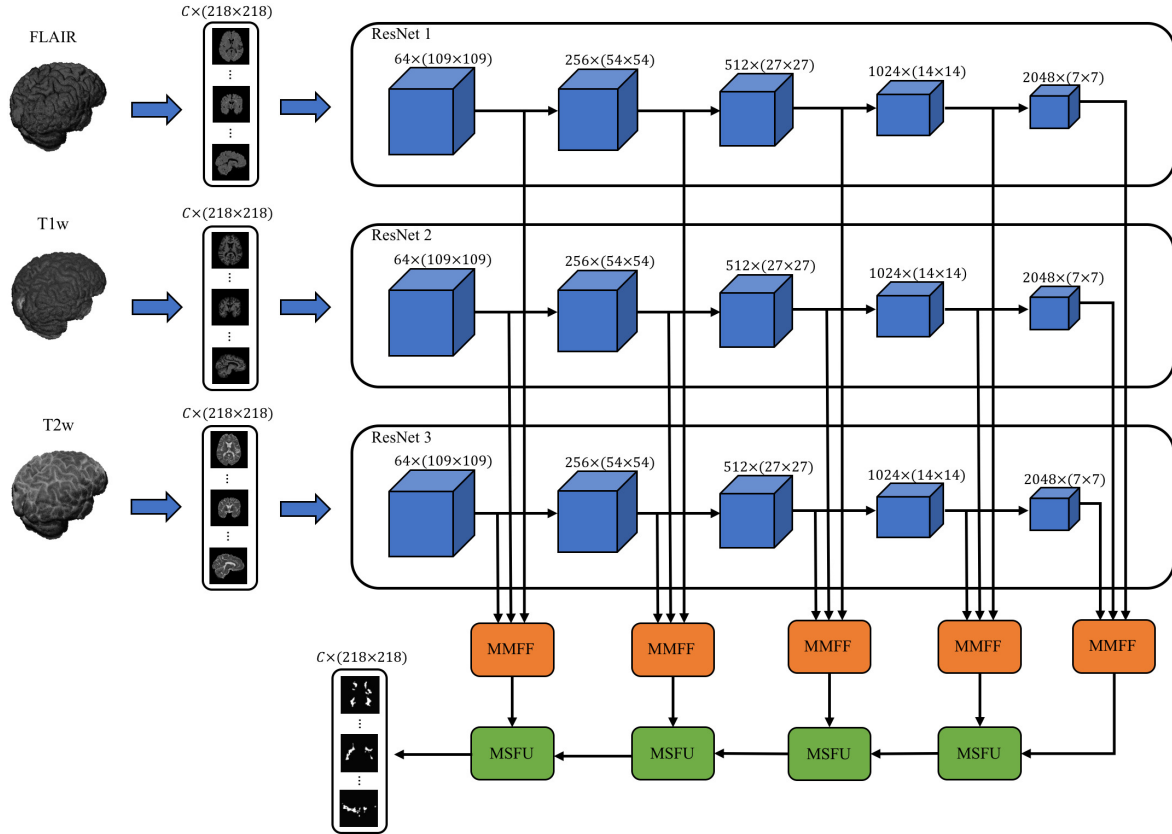 C×(218×218)
FLAIR
ResNet 1
64×(109×109)
256×(54×54)
512×(27×27)
1024×(14×14)
2048×(7×7)
⋮
⋮
C×(218×218)
T1w
ResNet 2
64×(109×109)
256×(54×54)
512×(27×27)
1024×(14×14)
2048×(7×7)
⋮
⋮
C×(218×218)
T2w
ResNet 3
64×(109×109)
256×(54×54)
512×(27×27)
1024×(14×14)
2048×(7×7)
⋮
⋮
MMFF
MMFF
MMFF
MMFF
MMFF
C×(218×218)
⋮
⋮
MSFU
MSFU
MSFU
MSFU